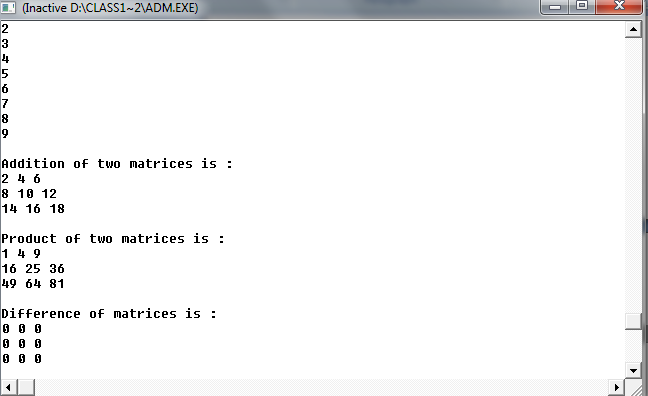 (Inactive D:\CLASS1~2\ADM.EXE)
2
3
4
5
6
7
8
9
Addition of two matrices is :
2 4 6
8 10 12
14 16 18
Product of two matrices is :
1 4 9
16 25 36
49 64 81
Difference of matrices is :
0 0 0
0 0 0
0 0 0